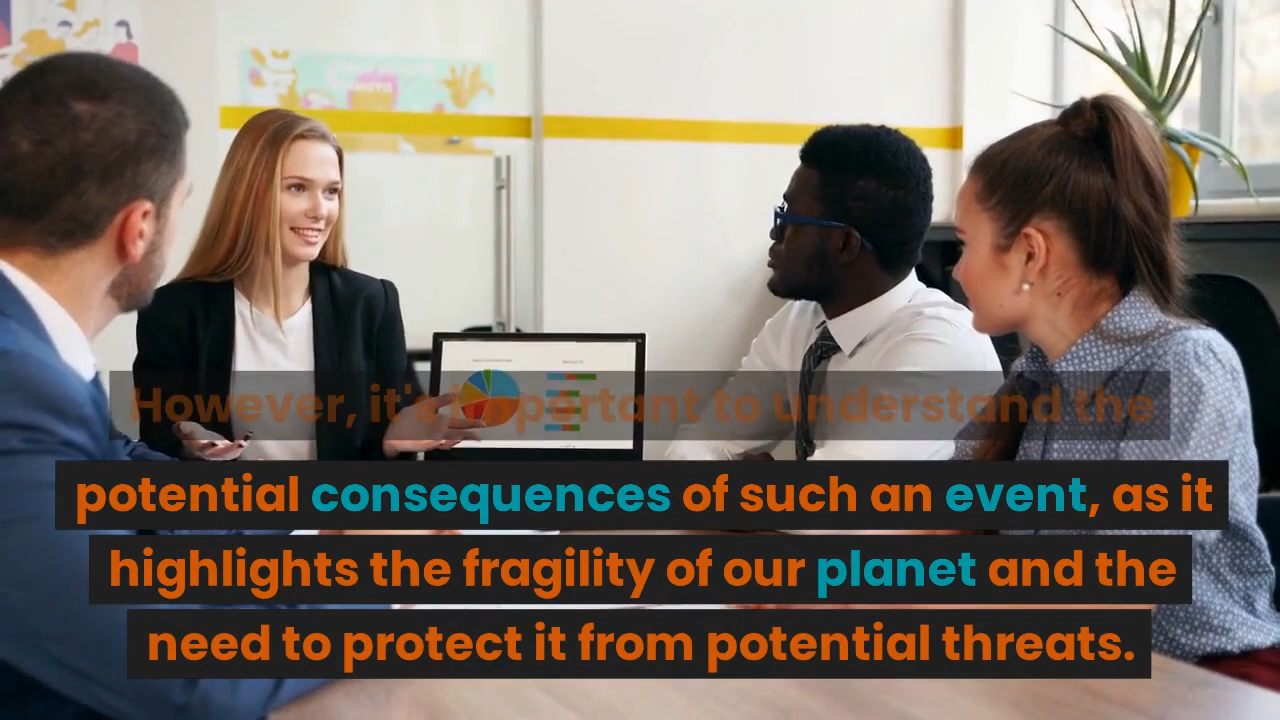 However, it's important to understand the
potential consequences of such an event, as it
highlights the fragility of our planet and the
need to protect it from potential threats.